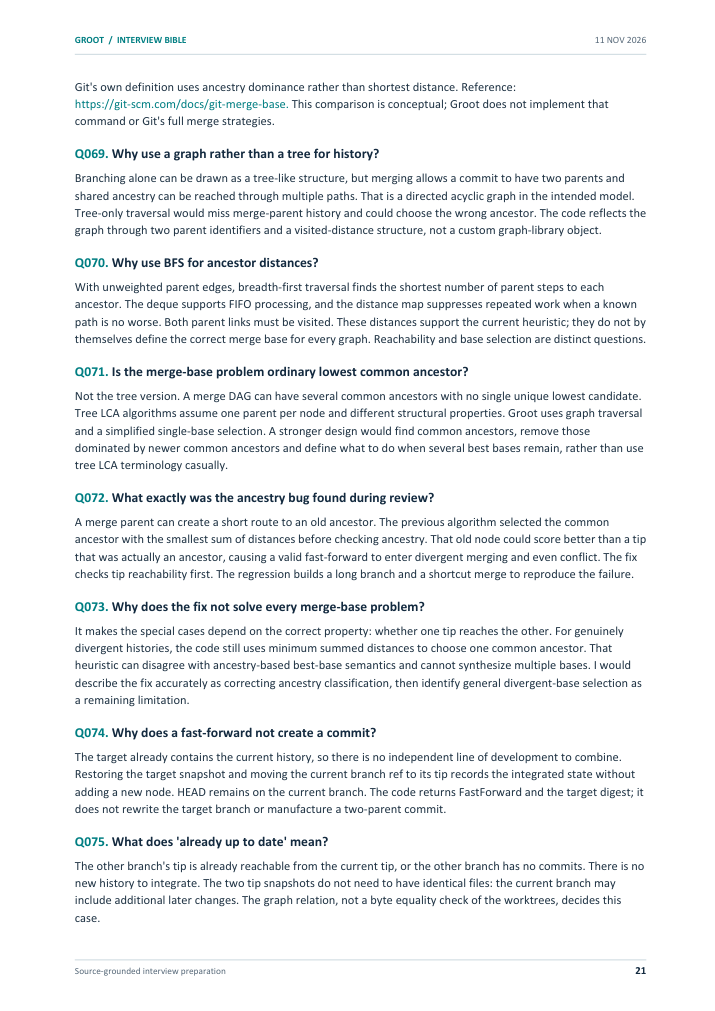 GROOT / INTERVIEW BIBLE
11 NOV 2026
Git's own definition uses ancestry dominance rather than shortest distance. Reference:
https://git-scm.com/docs/git-merge-base. This comparison is conceptual; Groot does not implement that
command or Git's full merge strategies.
Q069. Why use a graph rather than a tree for history?
Branching alone can be drawn as a tree-like structure, but merging allows a commit to have two parents and
shared ancestry can be reached through multiple paths. That is a directed acyclic graph in the intended model.
Tree-only traversal would miss merge-parent history and could choose the wrong ancestor. The code reflects the
graph through two parent identifiers and a visited-distance structure, not a custom graph-library object.
Q070. Why use BFS for ancestor distances?
With unweighted parent edges, breadth-first traversal finds the shortest number of parent steps to each
ancestor. The deque supports FIFO processing, and the distance map suppresses repeated work when a known
path is no worse. Both parent links must be visited. These distances support the current heuristic; they do not by
themselves define the correct merge base for every graph. Reachability and base selection are distinct questions.
Q071. Is the merge-base problem ordinary lowest common ancestor?
Not the tree version. A merge DAG can have several common ancestors with no single unique lowest candidate.
Tree LCA algorithms assume one parent per node and different structural properties. Groot uses graph traversal
and a simplified single-base selection. A stronger design would find common ancestors, remove those
dominated by newer common ancestors and define what to do when several best bases remain, rather than use
tree LCA terminology casually.
Q072. What exactly was the ancestry bug found during review?
A merge parent can create a short route to an old ancestor. The previous algorithm selected the common
ancestor with the smallest sum of distances before checking ancestry. That old node could score better than a tip
that was actually an ancestor, causing a valid fast-forward to enter divergent merging and even conflict. The fix
checks tip reachability first. The regression builds a long branch and a shortcut merge to reproduce the failure.
Q073. Why does the fix not solve every merge-base problem?
It makes the special cases depend on the correct property: whether one tip reaches the other. For genuinely
divergent histories, the code still uses minimum summed distances to choose one common ancestor. That
heuristic can disagree with ancestry-based best-base semantics and cannot synthesize multiple bases. I would
describe the fix accurately as correcting ancestry classification, then identify general divergent-base selection as
a remaining limitation.
Q074. Why does a fast-forward not create a commit?
The target already contains the current history, so there is no independent line of development to combine.
Restoring the target snapshot and moving the current branch ref to its tip records the integrated state without
adding a new node. HEAD remains on the current branch. The code returns FastForward and the target digest; it
does not rewrite the target branch or manufacture a two-parent commit.
Q075. What does 'already up to date' mean?
The other branch's tip is already reachable from the current tip, or the other branch has no commits. There is no
new history to integrate. The two tip snapshots do not need to have identical files: the current branch may
include additional later changes. The graph relation, not a byte equality check of the worktrees, decides this
case.
Source-grounded interview preparation
21